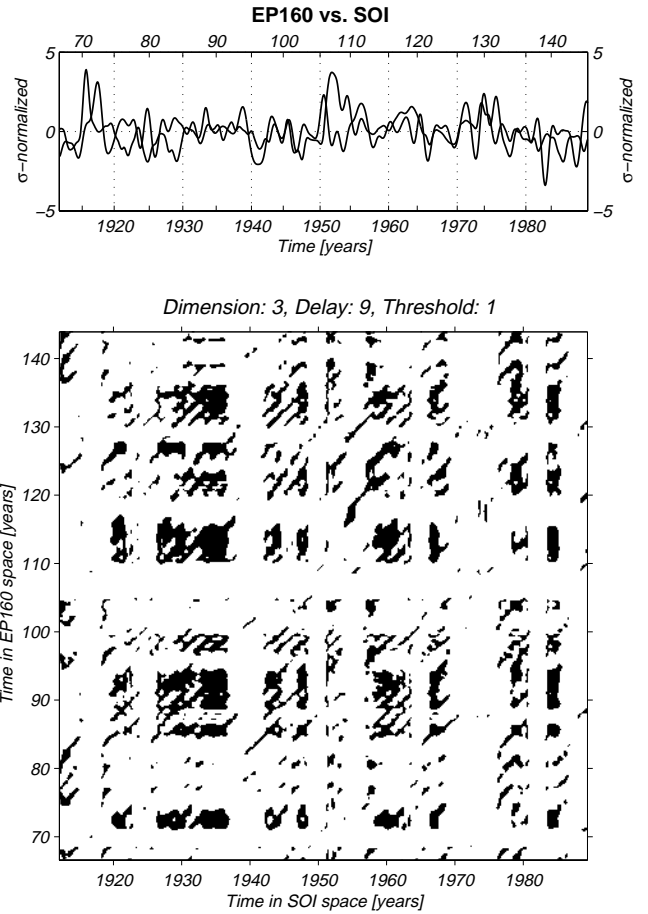 EP160 vs. SOI
70 80 90 100 110 120 130 140
5 5
σ−normalized
0 0
σ−normalized
−5 −5
1920 1930 1940 1950 1960 1970 1980
Time [years]
Dimension: 3, Delay: 9, Threshold: 1
140
130
120
110
100
90
80
70
Time in EP160 space [years]
1920 1930 1940 1950 1960 1970 1980
Time in SOI space [years]